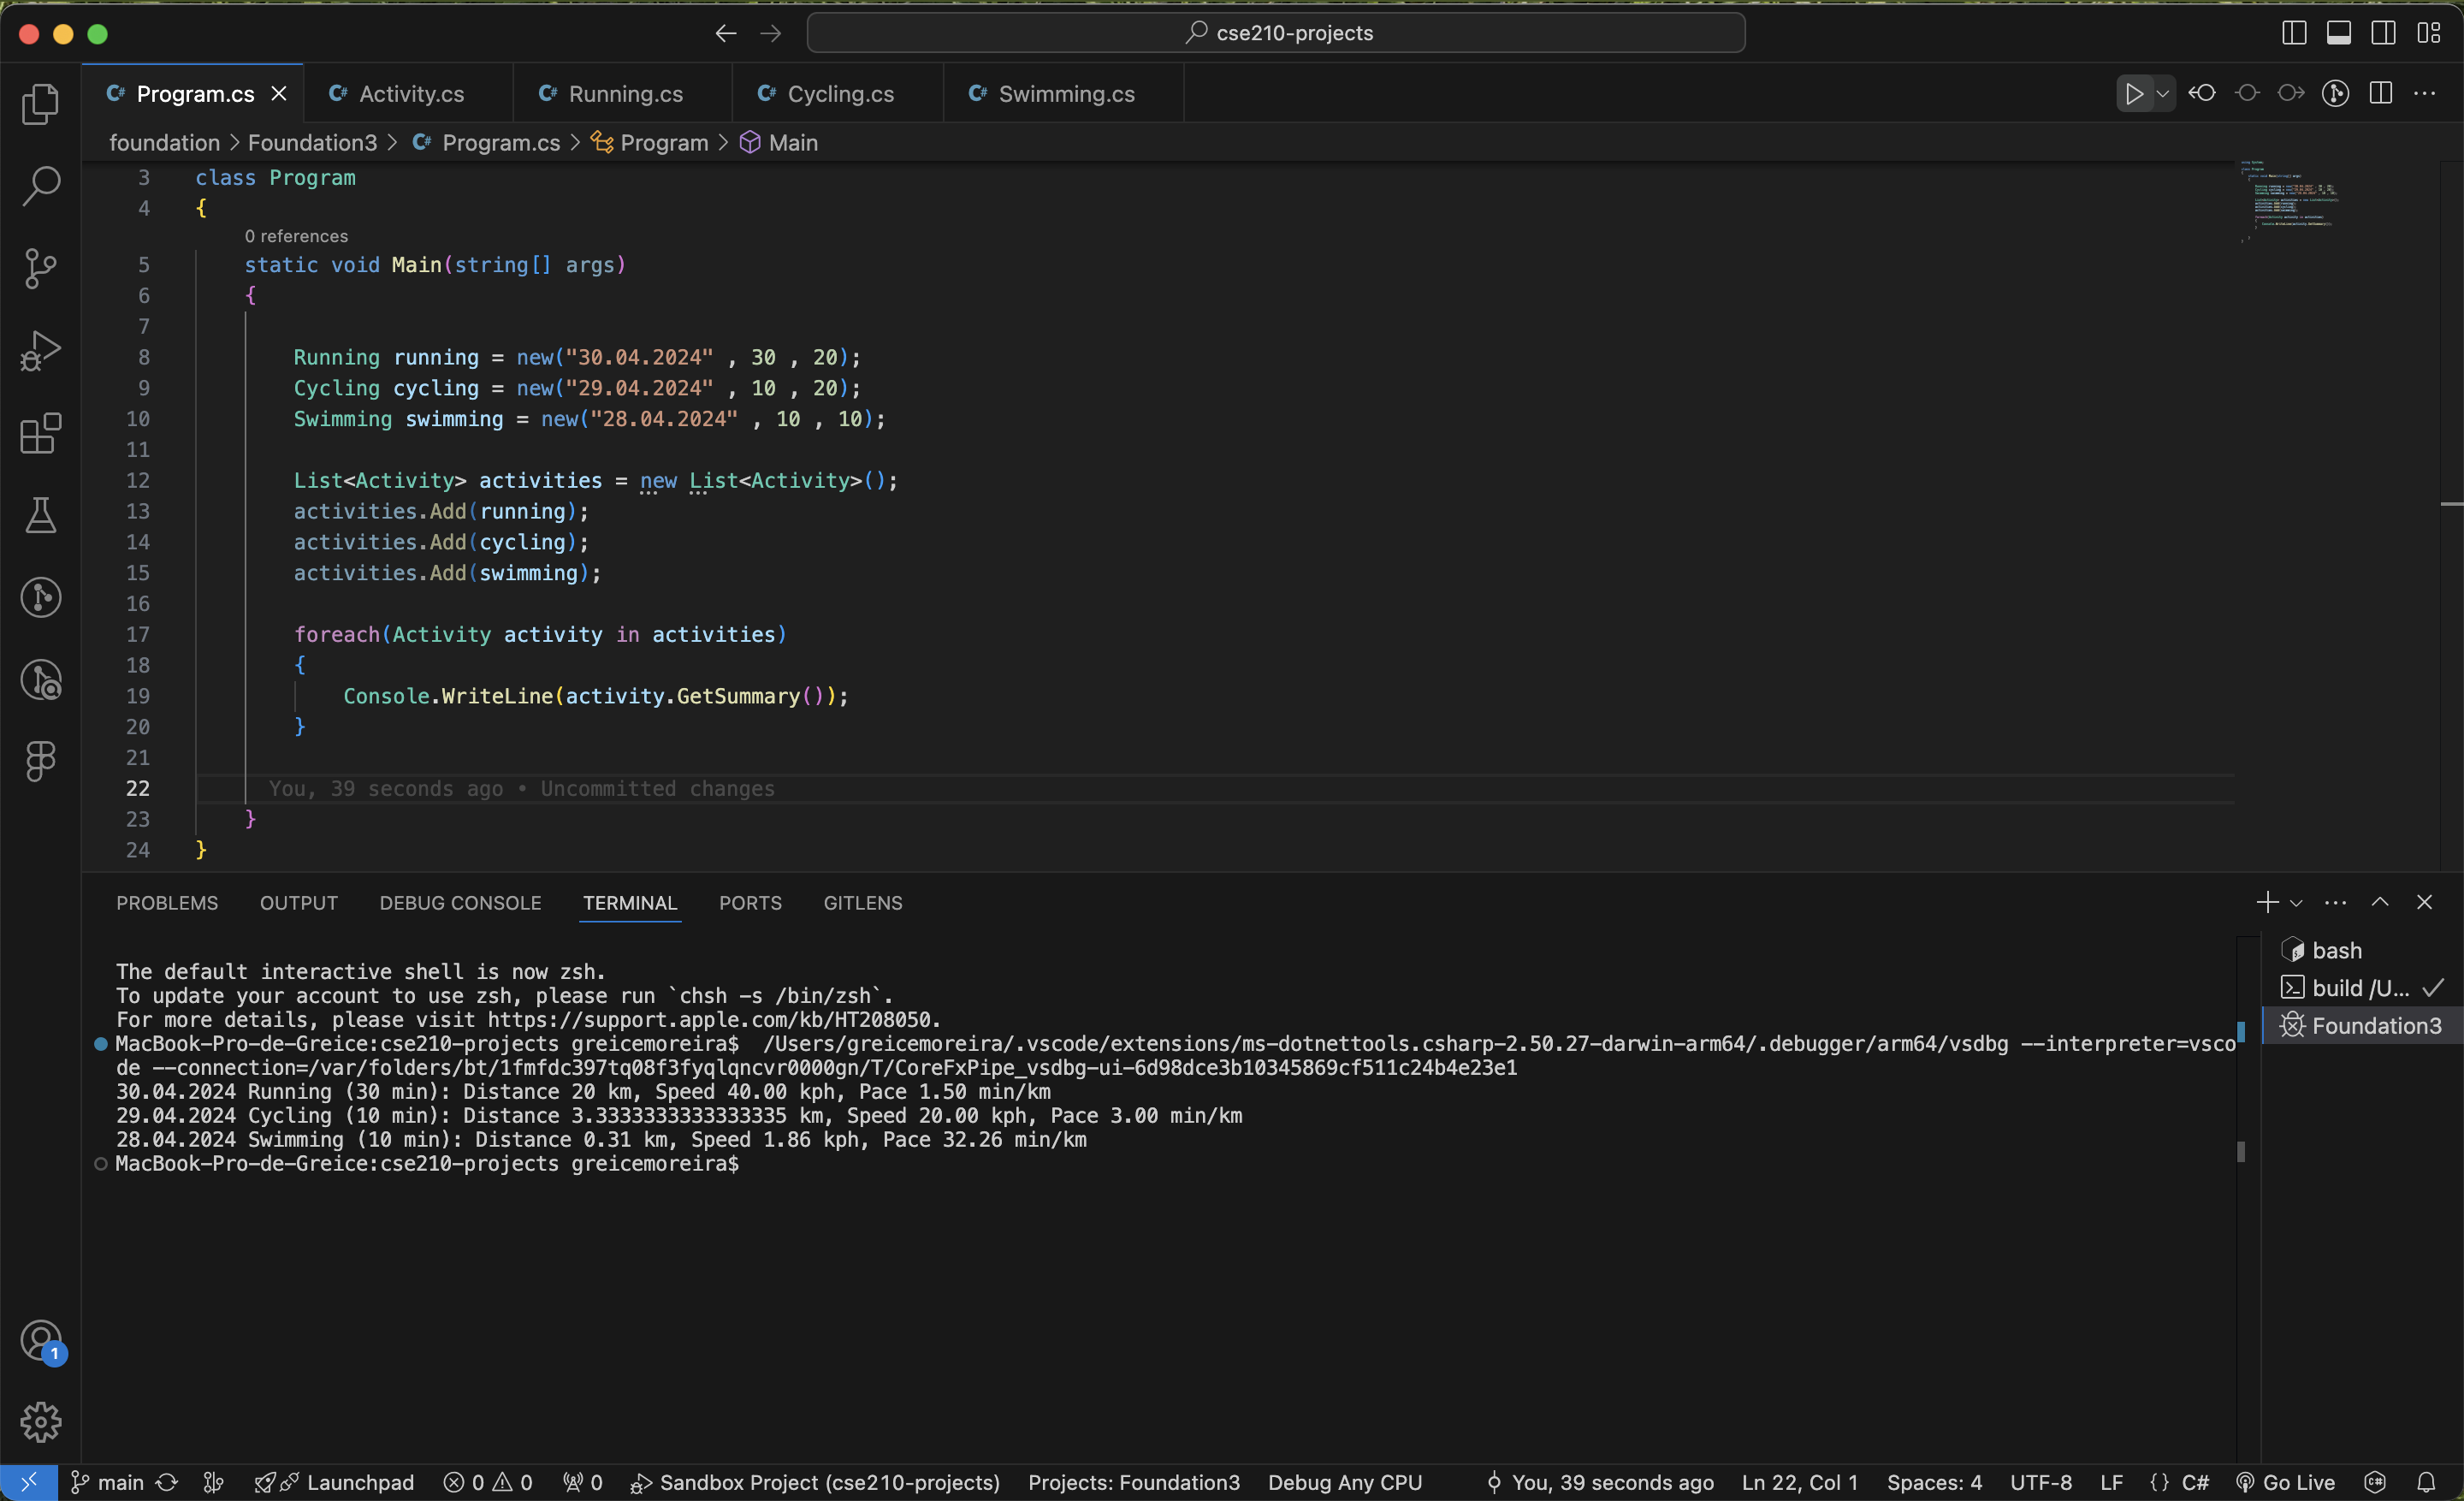 cse210-projects
Program.cs Activity.cs Running.cs Cycling.cs Swimming.cs
foundation > Foundation3 > Program.cs > Program > Main
3 class Program
4 {
0 references
5 static void Main(string[] args)
6 {
7
8 Running running = new("30.04.2024" , 30 , 20);
9 Cycling cycling = new("29.04.2024" , 10 , 20);
10 Swimming swimming = new("28.04.2024" , 10 , 10);
11
12 List<Activity> activities = new List<Activity>();
13 activities.Add(running);
14 activities.Add(cycling);
15 activities.Add(swimming);
16
17 foreach(Activity activity in activities)
18 {
19 Console.WriteLine(activity.GetSummary());
20 }
21
22 You, 39 seconds ago • Uncommitted changes
23 }
24 }
PROBLEMS OUTPUT DEBUG CONSOLE TERMINAL PORTS GITLENS
bash
build /U...
Foundation3
The default interactive shell is now zsh.
To update your account to use zsh, please run `chsh -s /bin/zsh`.
For more details, please visit https://support.apple.com/kb/HT208050.
MacBook-Pro-de-Greice:cse210-projects greicemoreira$ /Users/greicemoreira/.vscode/extensions/ms-dotnettools.csharp-2.50.27-darwin-arm64/.debugger/arm64/vsdbg --interpreter=vsco
de --connection=/var/folders/bt/1fmfdc397tq08f3fyqlqncvr0000gn/T/CoreFxPipe_vsdbg-ui-6d98dce3b10345869cf511c24b4e23e1
30.04.2024 Running (30 min): Distance 20 km, Speed 40.00 kph, Pace 1.50 min/km
29.04.2024 Cycling (10 min): Distance 3.3333333333333335 km, Speed 20.00 kph, Pace 3.00 min/km
28.04.2024 Swimming (10 min): Distance 0.31 km, Speed 1.86 kph, Pace 32.26 min/km
MacBook-Pro-de-Greice:cse210-projects greicemoreira$
1
main Launchpad 0 0 0 Sandbox Project (cse210-projects) Projects: Foundation3 Debug Any CPU You, 39 seconds ago Ln 22, Col 1 Spaces: 4 UTF-8 LF {} C# Go Live